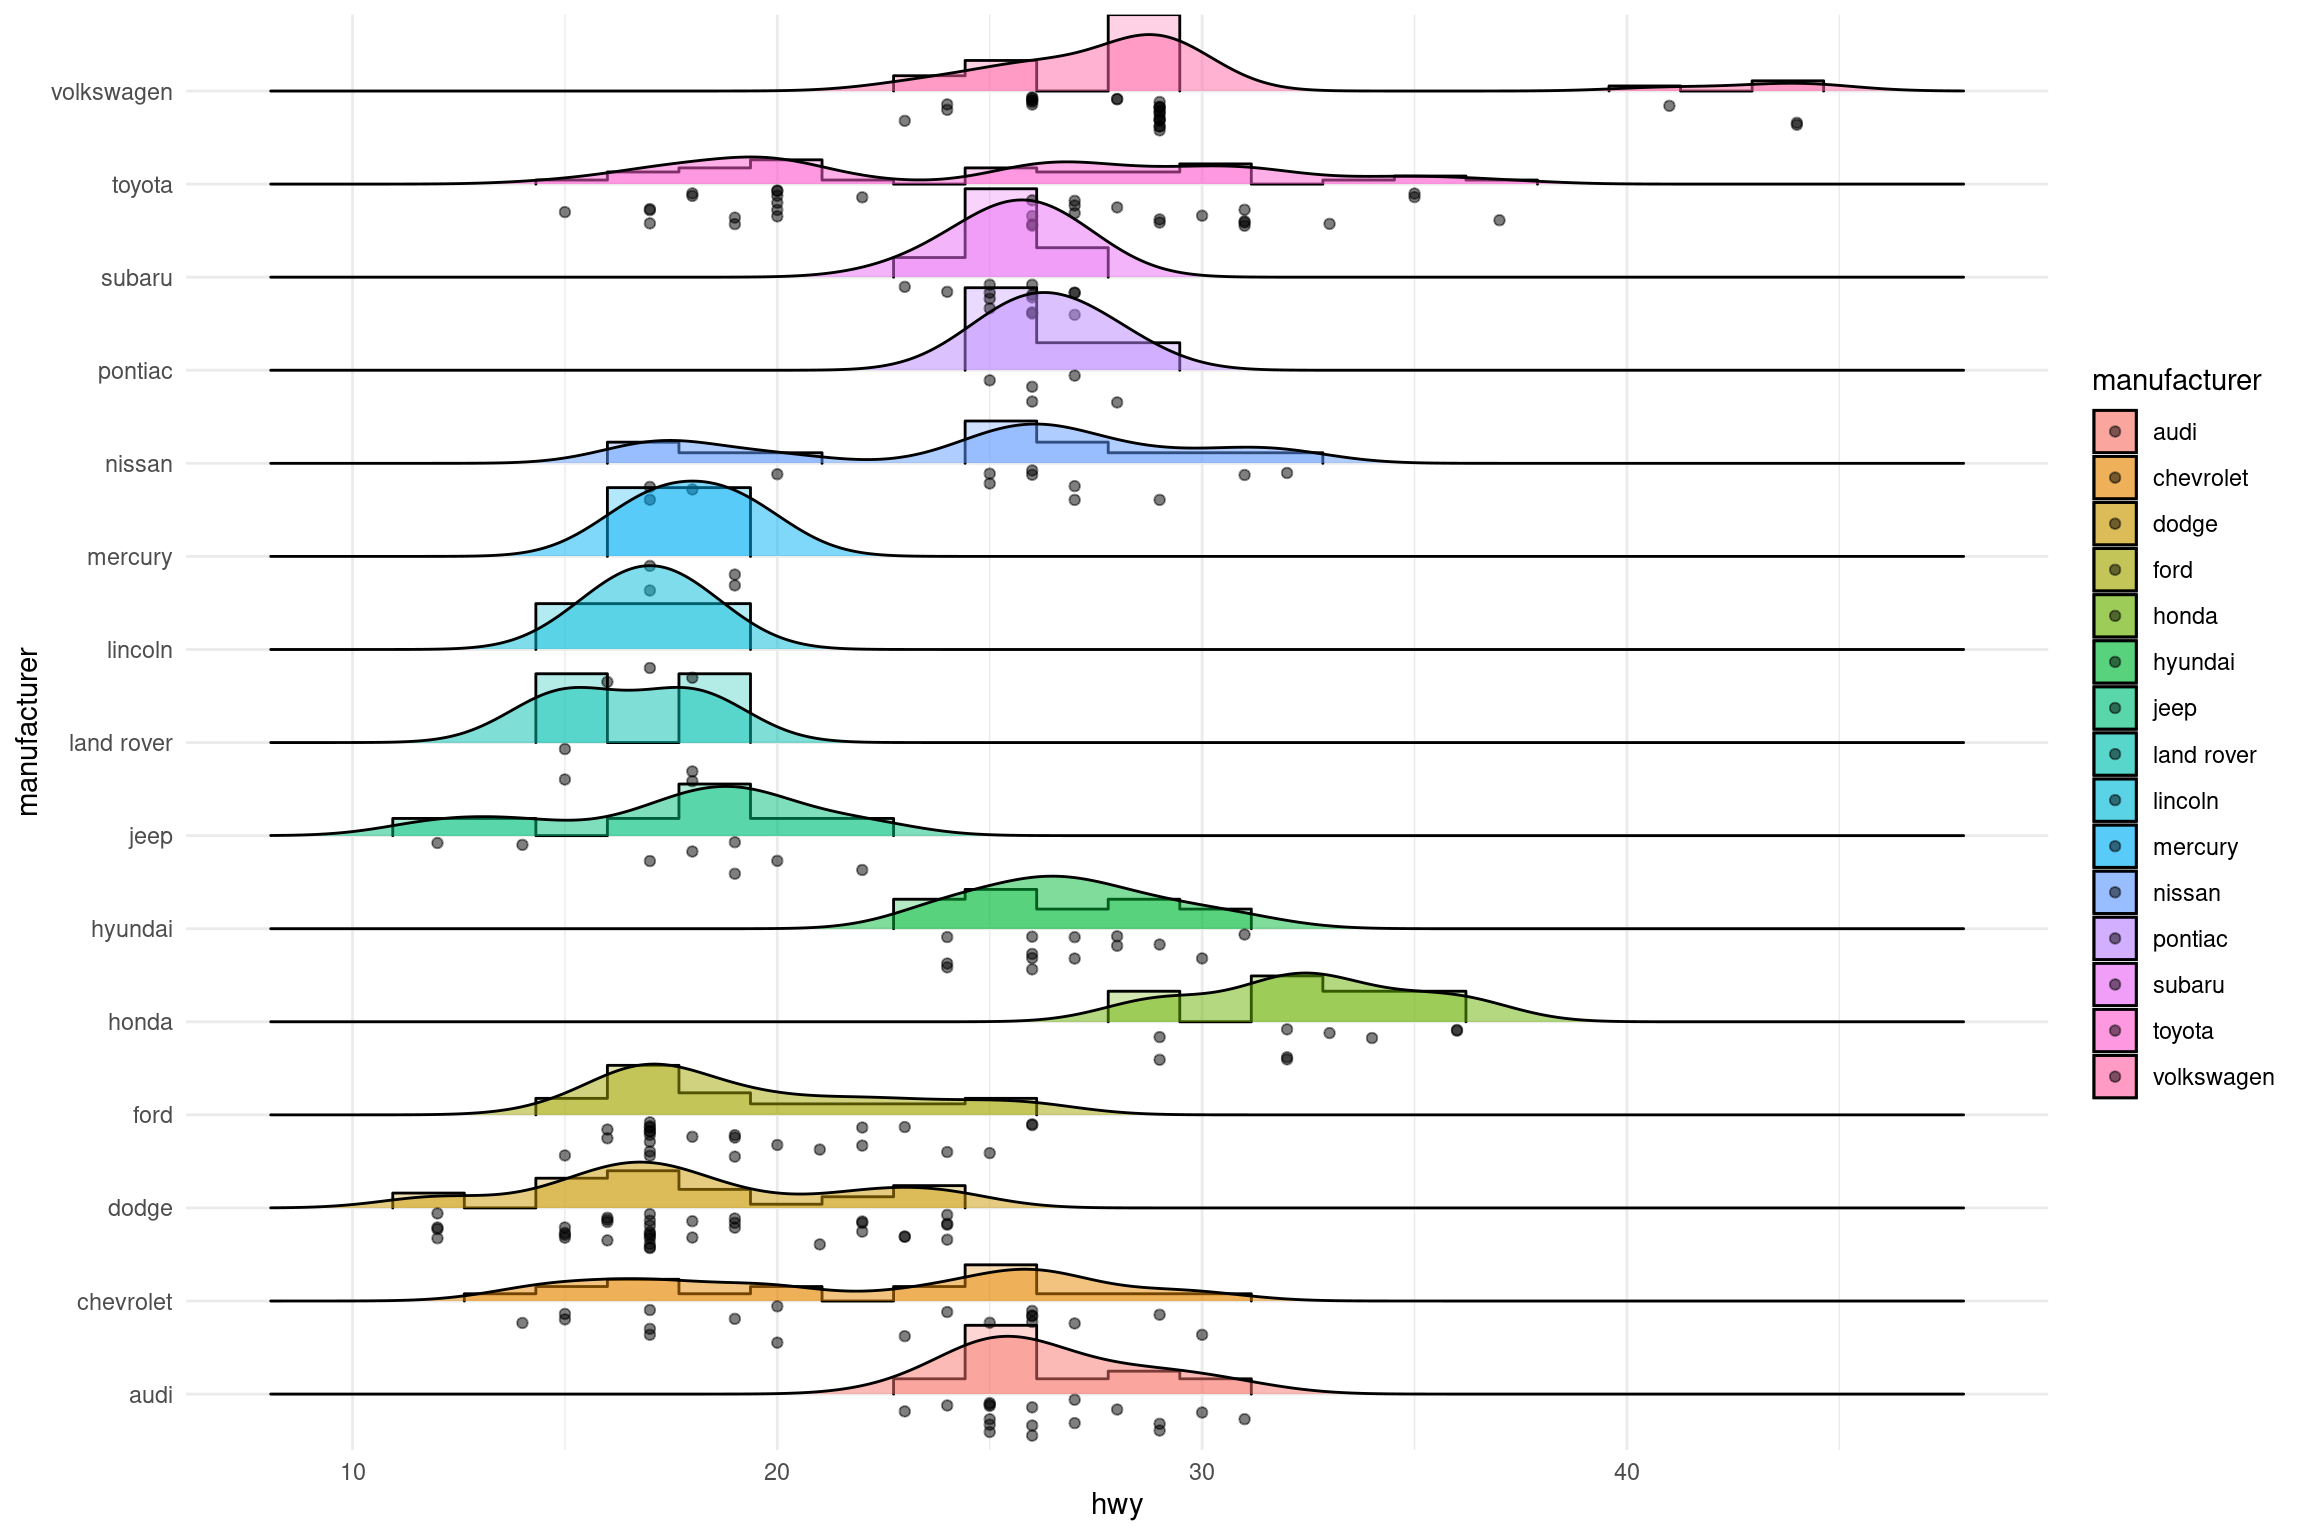 volkswagen
toyota
subaru
pontiac
nissan
mercury
lincoln
land rover
jeep
hyundai
honda
ford
dodge
chevrolet
audi
manufacturer
10 20 30 40
hwy
manufacturer
audi
chevrolet
dodge
ford
honda
hyundai
jeep
land rover
lincoln
mercury
nissan
pontiac
subaru
toyota
volkswagen